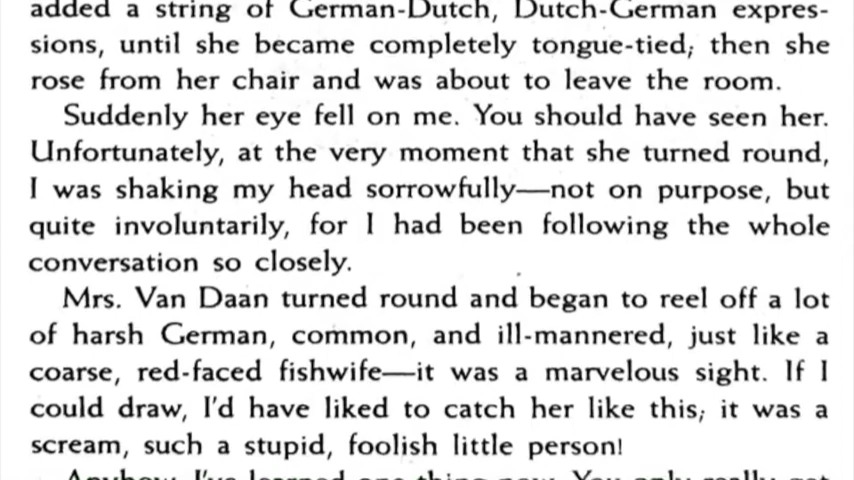 added a string of German-Dutch, Dutch-German expres-
sions, until she became completely tongue-tied; then she
rose from her chair and was about to leave the room.
Suddenly her eye fell on me. You should have seen her.
Unfortunately, at the very moment that she turned round,
I was shaking my head sorrowfully—not on purpose, but
quite involuntarily, for I had been following the whole
conversation so closely.
Mrs. Van Daan turned round and began to reel off a lot
of harsh German, common, and ill-mannered, just like a
coarse, red-faced fishwife—it was a marvelous sight. If I
could draw, I'd have liked to catch her like this; it was a
scream, such a stupid, foolish little person!
Anyhow, I've learned one thing now. You only really get